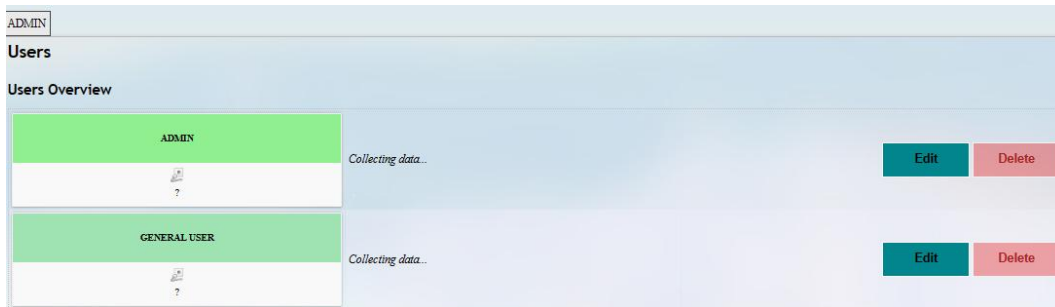 ADMIN
Users
Users Overview
ADMIN
?
Collecting data...
Edit
Delete
GENERAL USER
?
Collecting data...
Edit
Delete